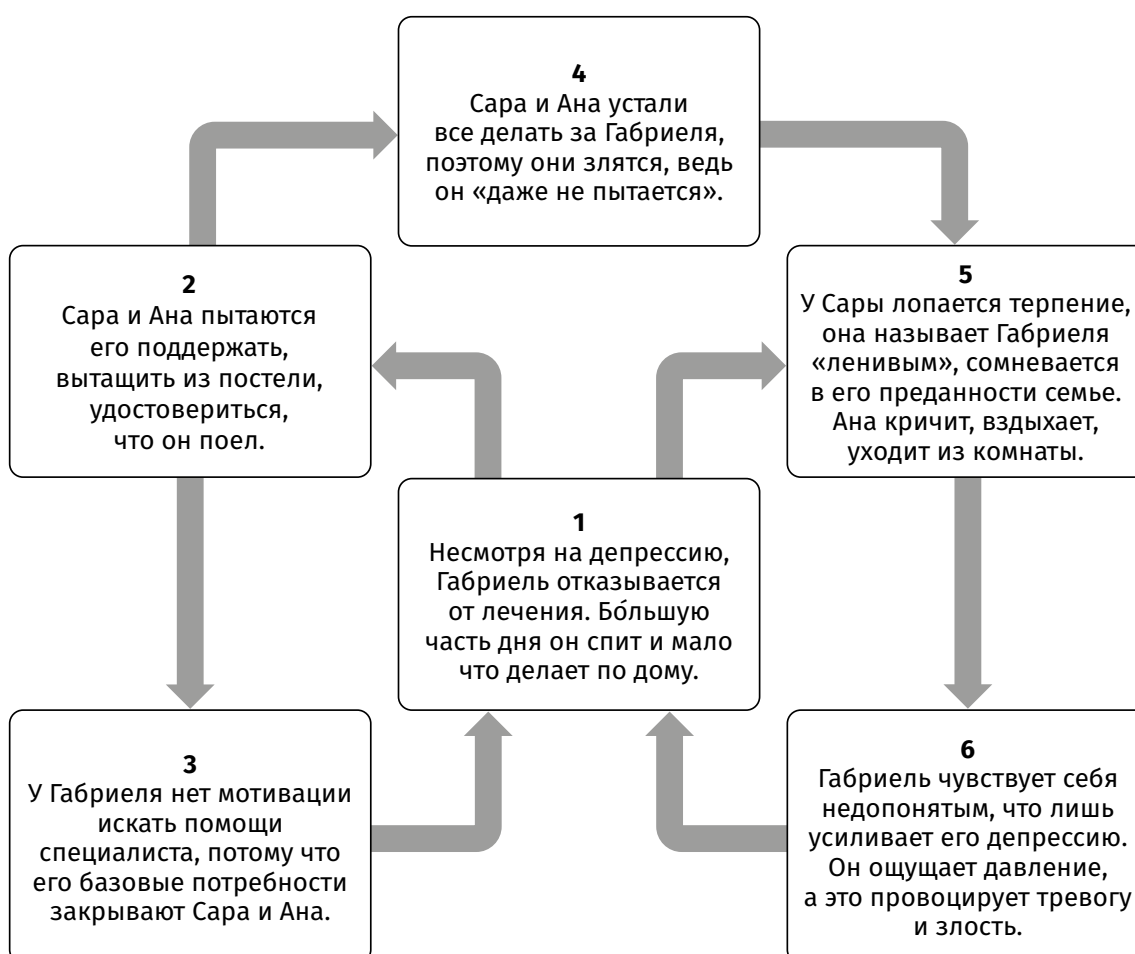 4
Сара и Ана устали
все делать за Габриеля,
поэтому они злятся, ведь
он «даже не пытается».
2
Сара и Ана пытаются
его поддержать,
вытащить из постели,
удостовериться,
что он поел.
5
У Сары лопается терпение,
она называет Габриеля
«ленивым», сомневается
в его преданности семье.
Ана кричит, вздыхает,
уходит из комнаты.
1
Несмотря на депрессию,
Габриель отказывается
от лечения. Бо́льшую
часть дня он спит и мало
что делает по дому.
3
У Габриеля нет мотивации
искать помощи
специалиста, потому что
его базовые потребности
закрывают Сара и Ана.
6
Габриель чувствует себя
недопонятым, что лишь
усиливает его депрессию.
Он ощущает давление,
а это провоцирует тревогу
и злость.